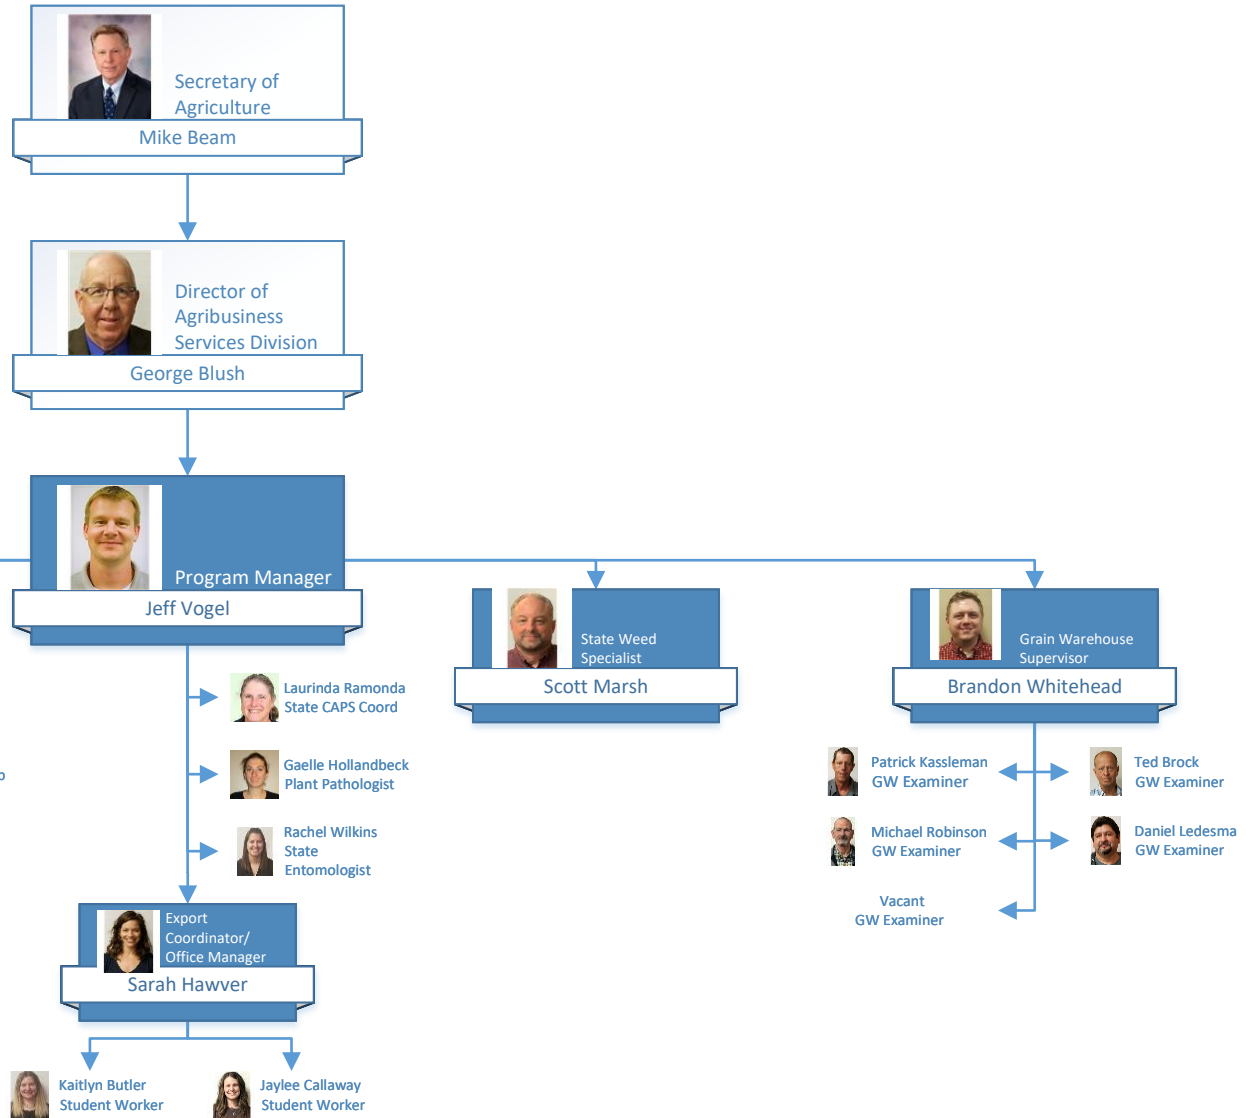 Secretary of
Agriculture
Mike Beam
Director of
Agribusiness
Services Division
George Blush
Program Manager
Jeff Vogel
State Weed
Specialist
Scott Marsh
Grain Warehouse
Supervisor
Brandon Whitehead
Laurinda Ramonda
State CAPS Coord
Gaelle Hollandbeck
Plant Pathologist
Rachel Wilkins
State
Entomologist
Patrick Kassleman
GW Examiner
Ted Brock
GW Examiner
Michael Robinson
GW Examiner
Daniel Ledesma
GW Examiner
Vacant
GW Examiner
Export
Coordinator/
Office Manager
Sarah Hawver
Kaitlyn Butler
Student Worker
Jaylee Callaway
Student Worker